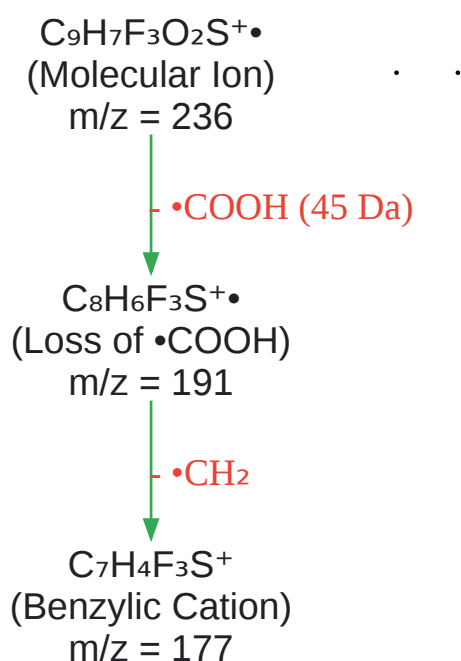 C₉H₇F₃O₂S⁺•
(Molecular Ion)
m/z = 236
- •COOH (45 Da)
C₈H₆F₃S⁺•
(Loss of •COOH)
m/z = 191
- •CH₂
C₇H₄F₃S⁺
(Benzylic Cation)
m/z = 177